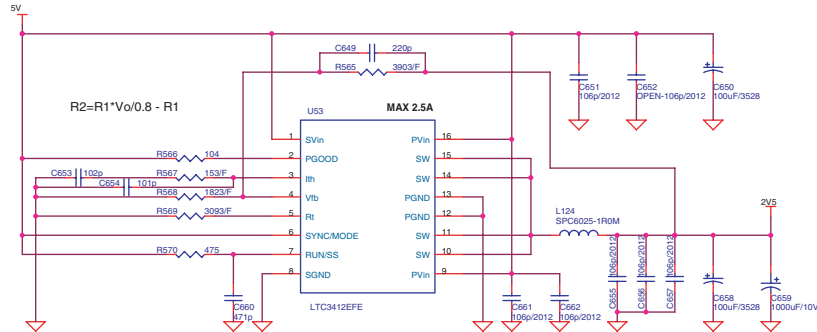 5V
C649 220p
R565 3903/F
C651
106p/2012
C652
OPEN-106p/2012
C650
100uF/3528
R2=R1*Vo/0.8 - R1
U53
MAX 2.5A
1 SVin PVin 16
R566 104 2 PGOOD SW 15
C653 102p R567 153/F 3 Ith SW 14
C654 101p
R568 1823/F 4 Vfb PGND 13
R569 3093/F 5 Rt PGND 12
6 SYNC/MODE SW 11
R570 475 7 RUN/SS SW 10
8 SGND PVin 9
LTC3412EFE
L124
SPC6025-1R0M
2V5
106p/2012
106p/2012
106p/2012
C655
C656
C657
C658
100uF/3528
C659
1000uF/10V
C660
471p
C661
106p/2012
C662
106p/2012